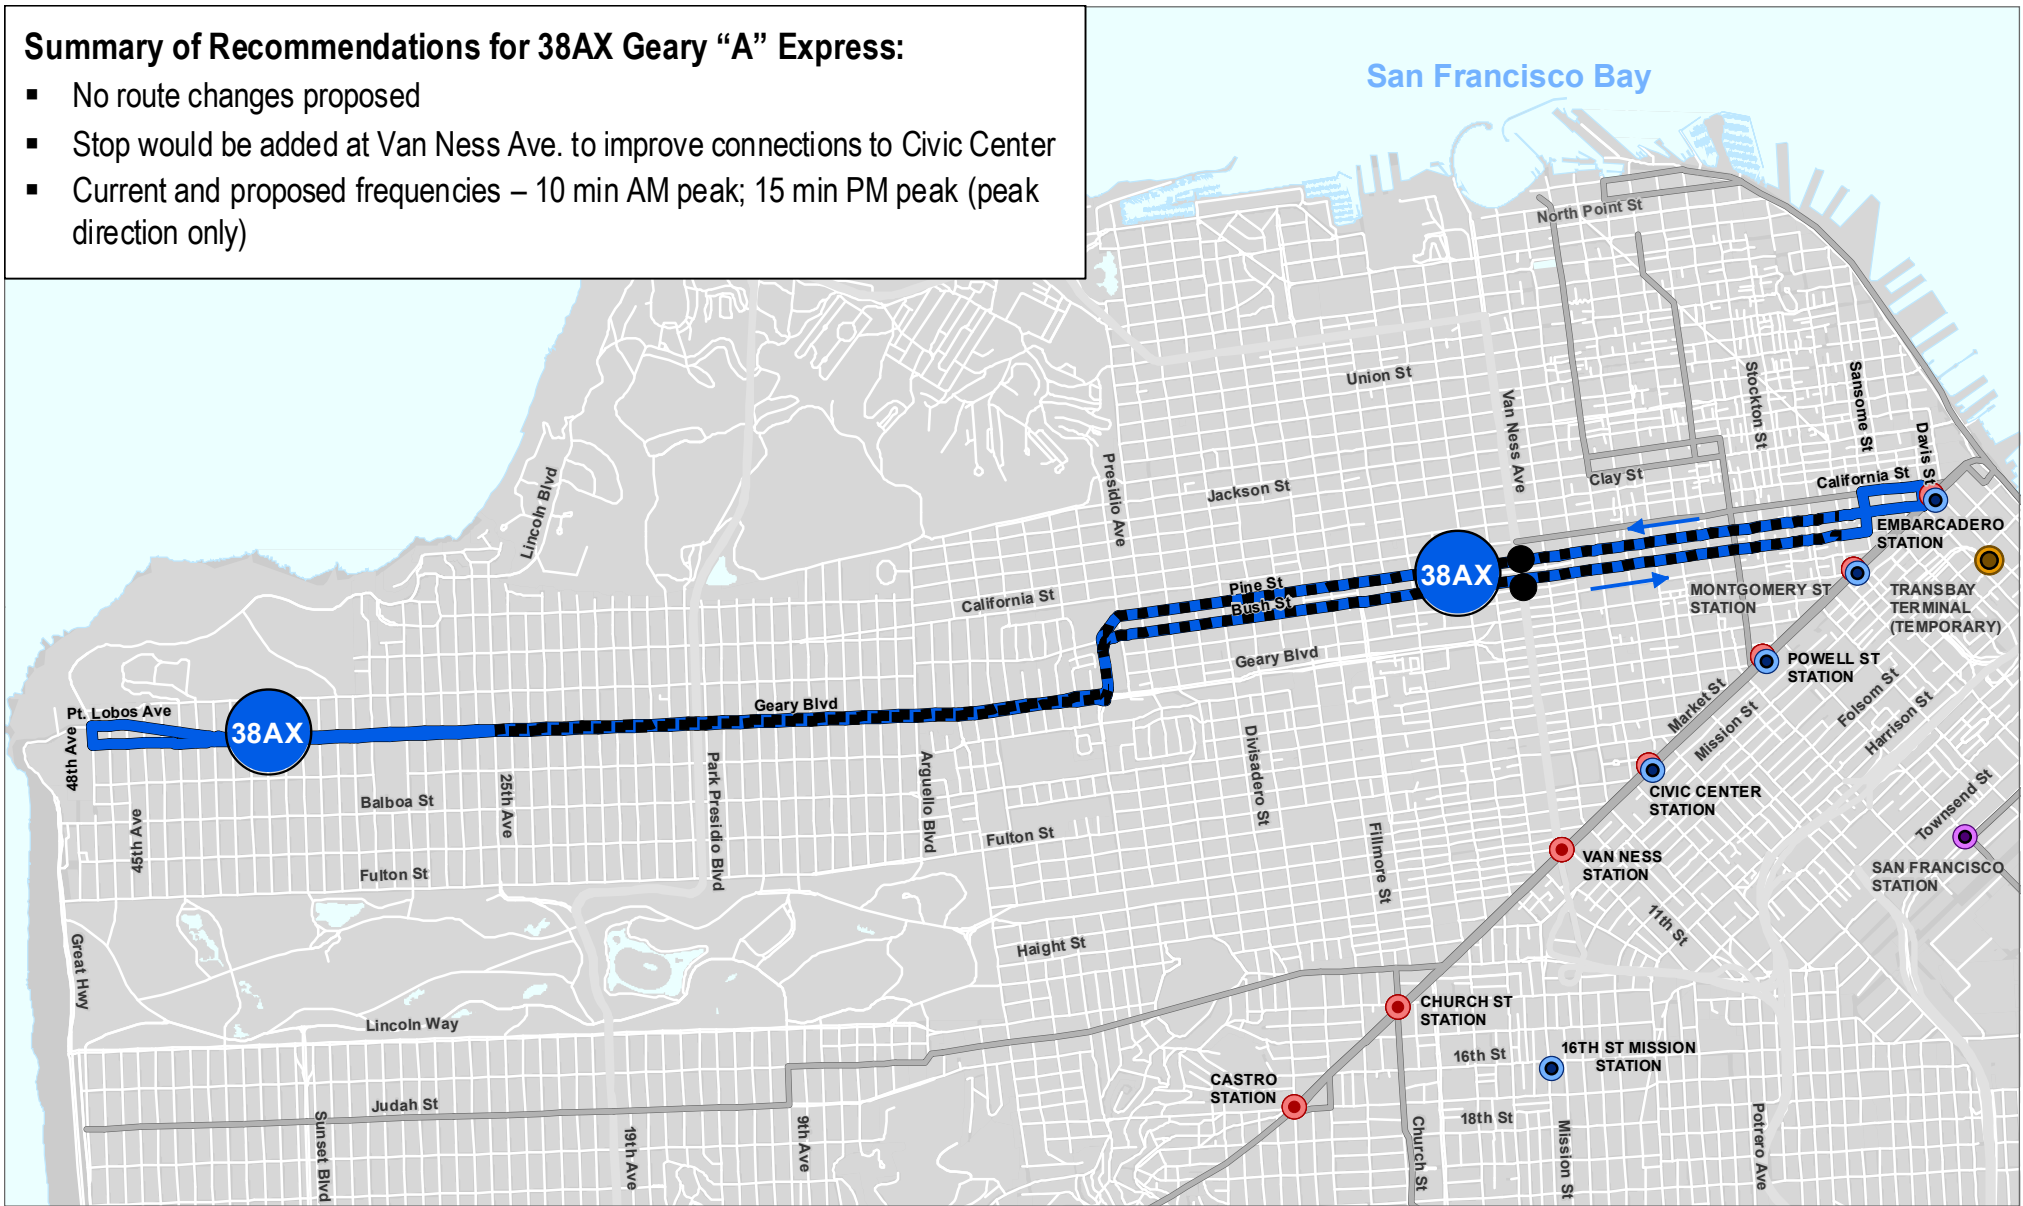 Summary of Recommendations for 38AX Geary “A” Express:
▪ No route changes proposed
▪ Stop would be added at Van Ness Ave. to improve connections to Civic Center
▪ Current and proposed frequencies – 10 min AM peak; 15 min PM peak (peak
direction only)
San Francisco Bay
North Point St
Union St
Van Ness Ave
Stockton St
Sansome St
Davis St
Lincoln Blvd
Presidio Ave
Jackson St
Clay St
California St
EMBARCADERO
STATION
38AX
Pine St
Bush St
California St
MONTGOMERY ST
STATION
TRANSBAY
TERMINAL
(TEMPORARY)
Geary Blvd
POWELL ST
STATION
Pt. Lobos Ave
38AX
Geary Blvd
Market St
Mission St
Folsom St
Harrison St
48th Ave
45th Ave
Balboa St
25th Ave
Park Presidio Blvd
Arguello Blvd
Divisadero St
CIVIC CENTER
STATION
Townsend St
Fulton St
Fulton St
Fillmore St
VAN NESS
STATION
SAN FRANCISCO
STATION
11th St
Great Hwy
Haight St
Lincoln Way
CHURCH ST
STATION
16th St
16TH ST MISSION
STATION
CASTRO
STATION
Judah St
18th St
Sunset Blvd
19th Ave
9th Ave
Church St
Mission St
Potrero Ave